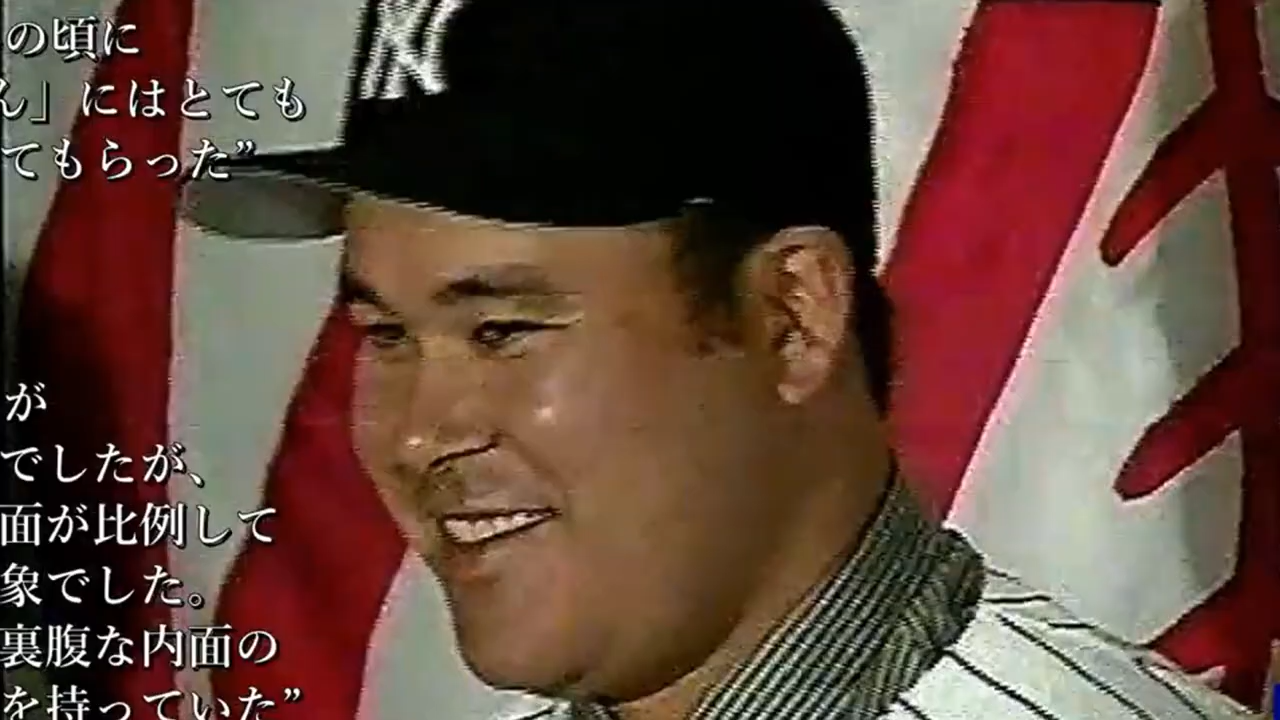 の頃に
ん」にはとても
てもらった”
が
でしたが、
面が比例して
象でした。
裏腹な内面の
を持っていた”